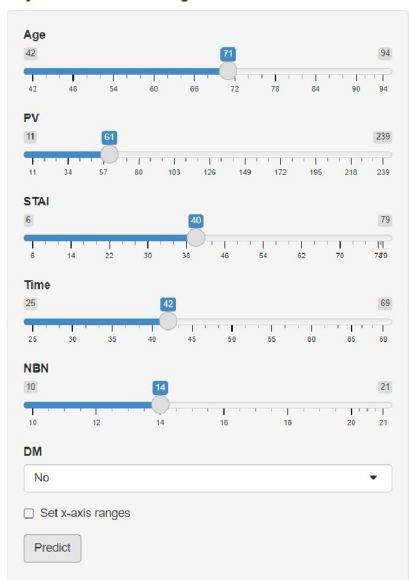 Age
42 71 94
42 48 54 60 66 72 78 84 90 94
PV
11 61 239
11 34 57 80 103 126 149 172 195 218 239
STAI
6 40 79
6 14 22 30 38 46 54 62 70 78 79
Time
25 42 69
25 30 35 40 45 50 55 60 65 69
NBN
10 14 21
10 12 14 16 18 20 21
DM
No
Set x-axis ranges
Predict